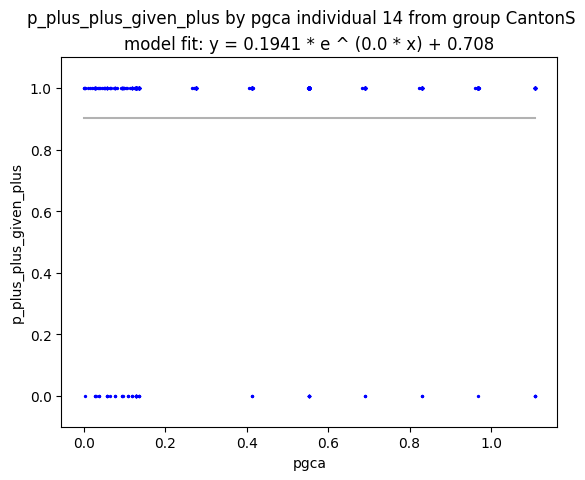 p_plus_plus_given_plus by pgca individual 14 from group CantonS
model fit: y = 0.1941 * e ^ (0.0 * x) + 0.708
p_plus_plus_given_plus
1.0
0.8
0.6
0.4
0.2
0.0
0.0 0.2 0.4 0.6 0.8 1.0
pgca